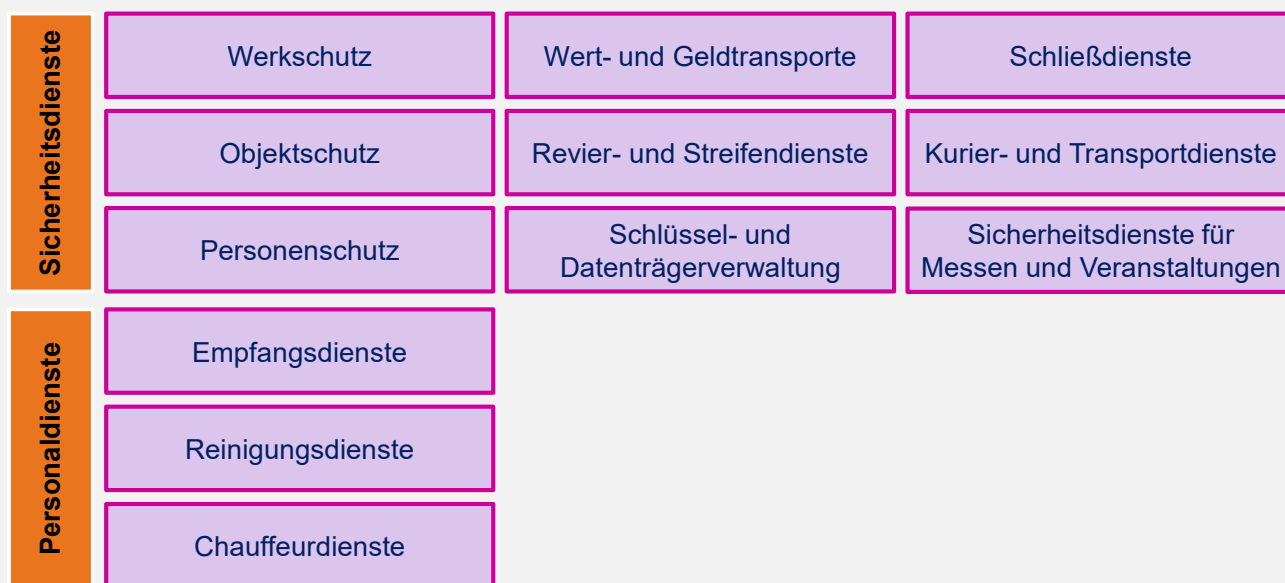 Sicherheitsdienste
Werkschutz
Wert- und Geldtransporte
Schließdienste
Objektschutz
Revier- und Streifendienste
Kurier- und Transportdienste
Personenschutz
Schlüssel- und
Datenträgerverwaltung
Sicherheitsdienste für
Messen und Veranstaltungen
Personaldienste
Empfangsdienste
Reinigungsdienste
Chauffeurdienste